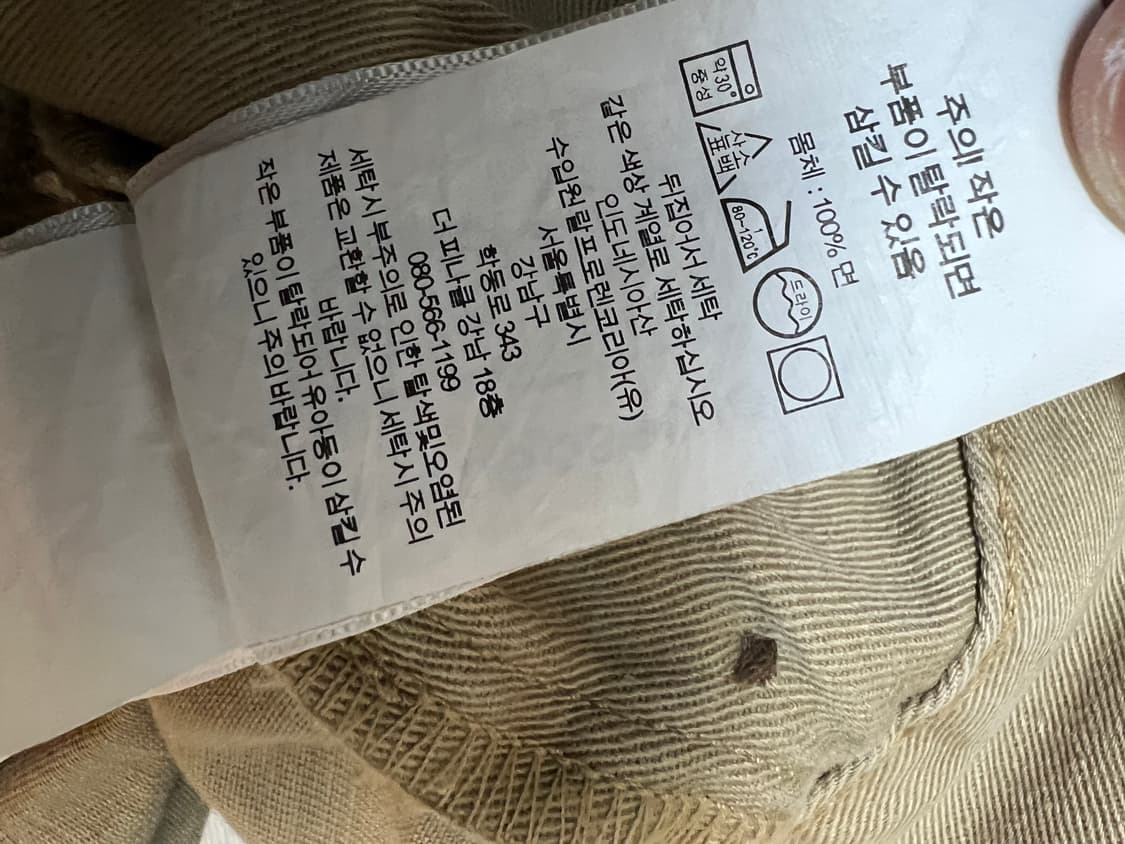 주의 작은
부품이 탈락되면
삼킬 수 있음
몸체 : 100% 면
약 30°
중성
산소
표백
80~120°C
드라이
뒤집어서 세탁
같은 색상 계열로 세탁하십시오
인도네시아산
수입원 랄프로렌코리아(유)
서울특별시
강남구
학동로 343
더 피나클 강남 18층
080-566-1199
세탁 시 부주의로 인한 탈색및오염된
제품은 교환할 수 없으니 세탁시 주의
바랍니다.
작은 부품이 탈락되어 유아동이 삼킬 수
있으니 주의 바랍니다.